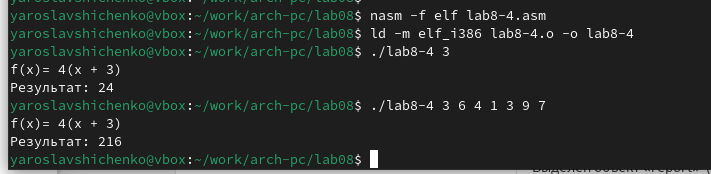 yaroslavshichenko@vbox:~/work/arch-pc/lab08$ nasm -f elf lab8-4.asm
yaroslavshichenko@vbox:~/work/arch-pc/lab08$ ld -m elf_i386 lab8-4.o -o lab8-4
yaroslavshichenko@vbox:~/work/arch-pc/lab08$ ./lab8-4 3
f(x)= 4(x + 3)
Результат: 24
yaroslavshichenko@vbox:~/work/arch-pc/lab08$ ./lab8-4 3 6 4 1 3 9 7
f(x)= 4(x + 3)
Результат: 216
yaroslavshichenko@vbox:~/work/arch-pc/lab08$
Выделен объект «report»